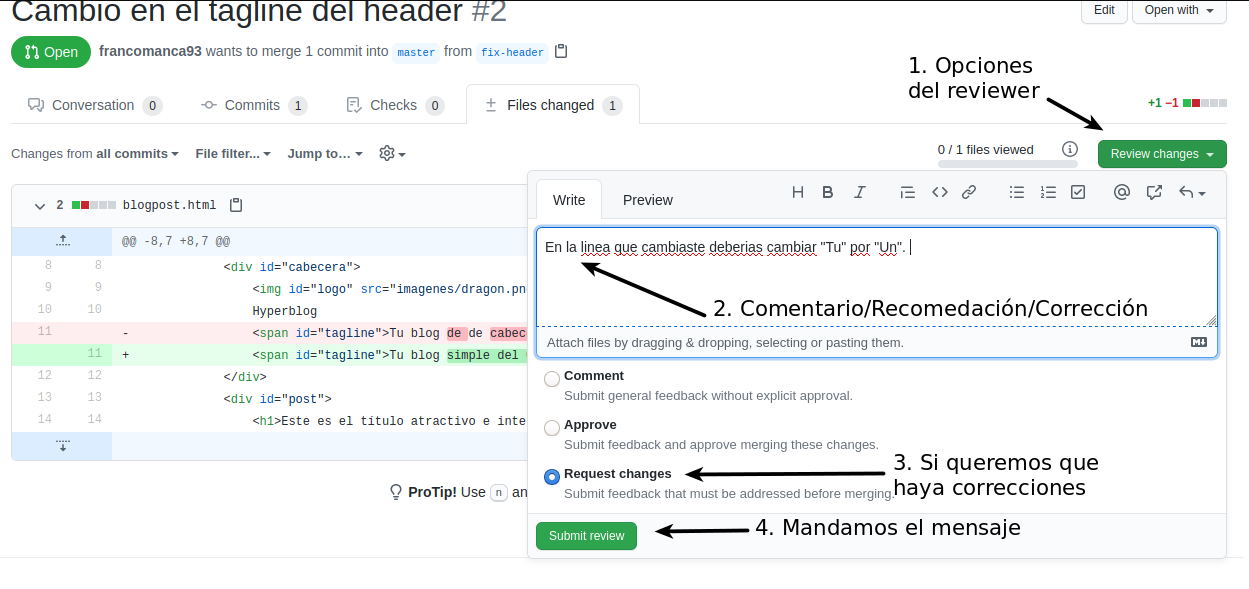 Cambio en el tagline del header #2
Edit
Open with
Open
francomanca93 wants to merge 1 commit into master from fix-header
1. Opciones
del reviewer
Conversation 0
Commits 1
Checks 0
Files changed 1
+1 −1
Changes from all commits
File filter...
Jump to...
0 / 1 files viewed
Review changes
2 blogpost.html
Write
Preview
@@ -8,7 +8,7 @@
En la linea que cambiaste deberias cambiar "Tu" por "Un".
8 8 <div id="cabecera">
9 9 <img id="logo" src="imagenes/dragon.pn
10 10 Hyperblog
2. Comentario/Recomedación/Corrección
11 - <span id="tagline">Tu blog de de cabec
11 + <span id="tagline">Tu blog simple del
Attach files by dragging & dropping, selecting or pasting them.
12 12 </div>
13 13 <div id="post">
14 14 <h1>Este es el título atractivo e inte
Comment
Submit general feedback without explicit approval.
Approve
Submit feedback and approve merging these changes.
Request changes
Submit feedback that must be addressed before merging.
3. Si queremos que
haya correcciones
ProTip! Use n an
Submit review
4. Mandamos el mensaje